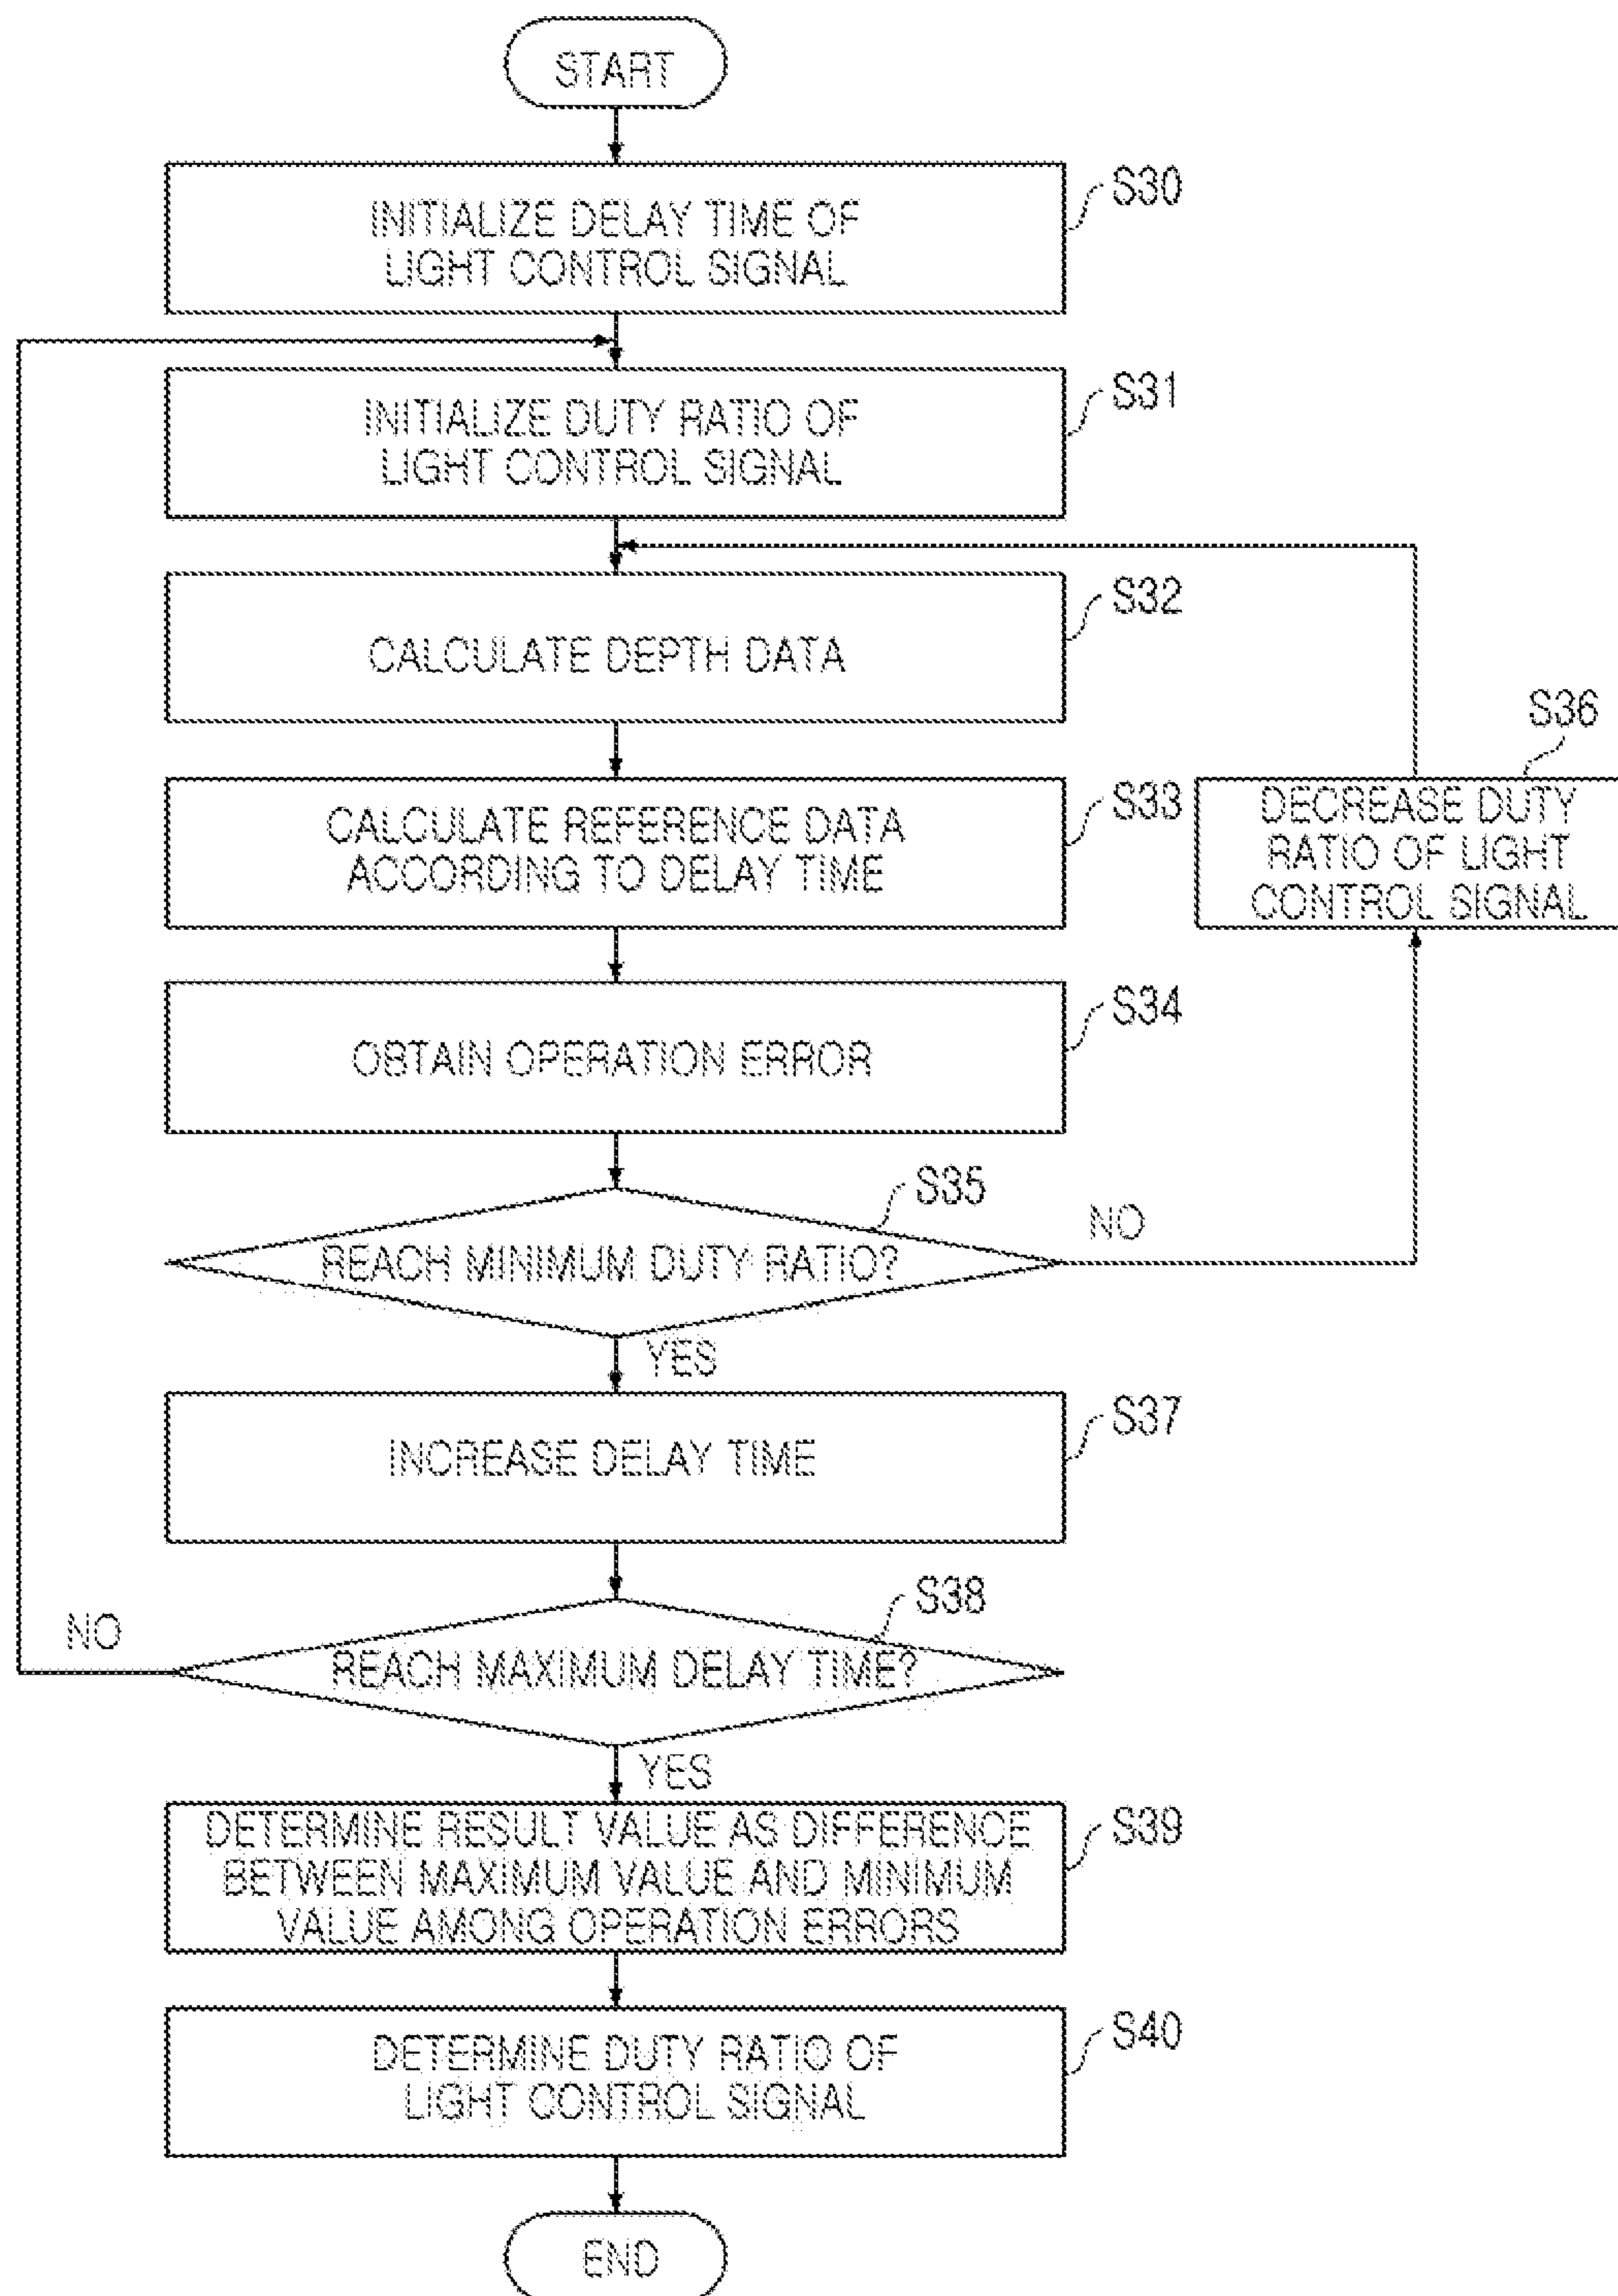 START
INITIALIZE DELAY TIME OF
LIGHT CONTROL SIGNAL
S30
INITIALIZE DUTY RATIO OF
LIGHT CONTROL SIGNAL
S31
CALCULATE DEPTH DATA
S32
CALCULATE REFERENCE DATA
ACCORDING TO DELAY TIME
S33
S36
DECREASE DUTY
RATIO OF LIGHT
CONTROL SIGNAL
OBTAIN OPERATION ERROR
S34
REACH MINIMUM DUTY RATIO?
S35
NO
YES
INCREASE DELAY TIME
S37
REACH MAXIMUM DELAY TIME?
S38
NO
YES
DETERMINE RESULT VALUE AS DIFFERENCE
BETWEEN MAXIMUM VALUE AND MINIMUM
VALUE AMONG OPERATION ERRORS
S39
DETERMINE DUTY RATIO OF
LIGHT CONTROL SIGNAL
S40
END